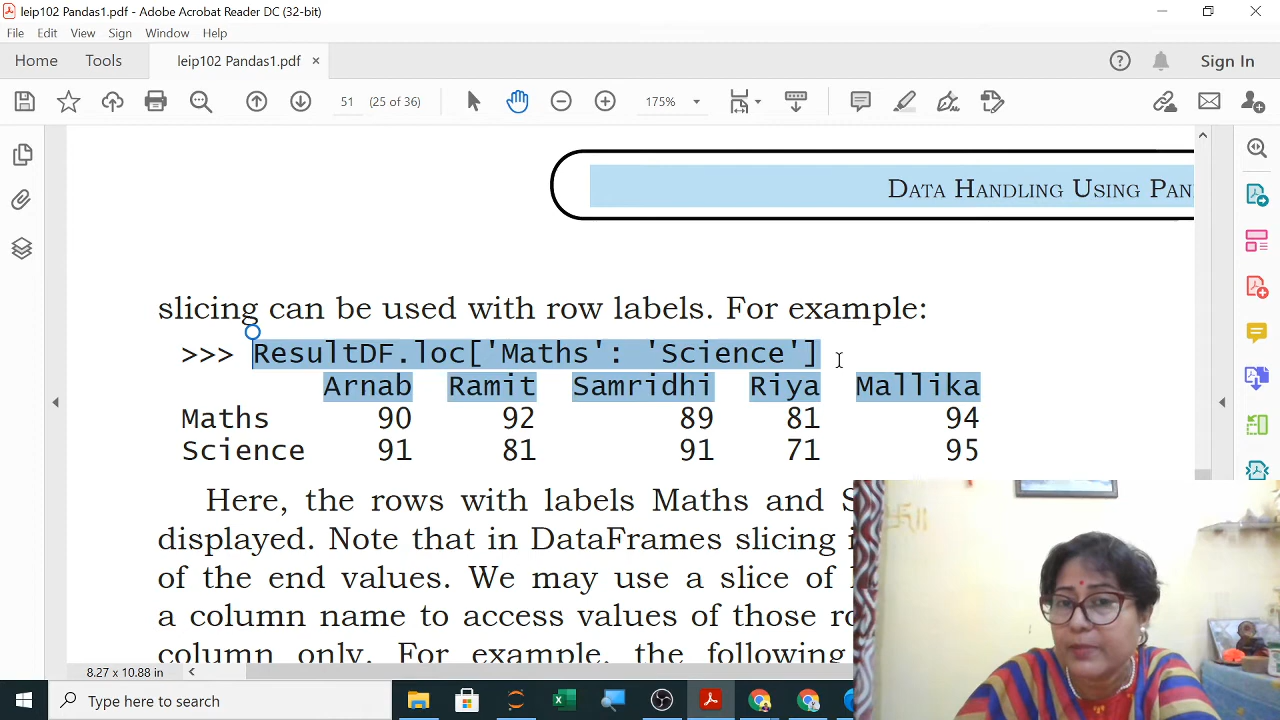 leip102 Pandas1.pdf - Adobe Acrobat Reader DC (32-bit)
File Edit View Sign Window Help
Home Tools leip102 Pandas1.pdf × Sign In
51 (25 of 36) 175%
DATA HANDLING USING
slicing can be used with row labels. For example:
>>> ResultDF.loc['Maths': 'Science']
Arnab Ramit Samridhi Riya Mallika
Maths 90 92 89 81 94
Science 91 81 91 71 95
Here, the rows with labels Maths and
displayed. Note that in DataFrames slicing
of the end values. We may use a slice of
a column name to access values of those
column only. For example, the following
8.27 x 10.88 in
Type here to search